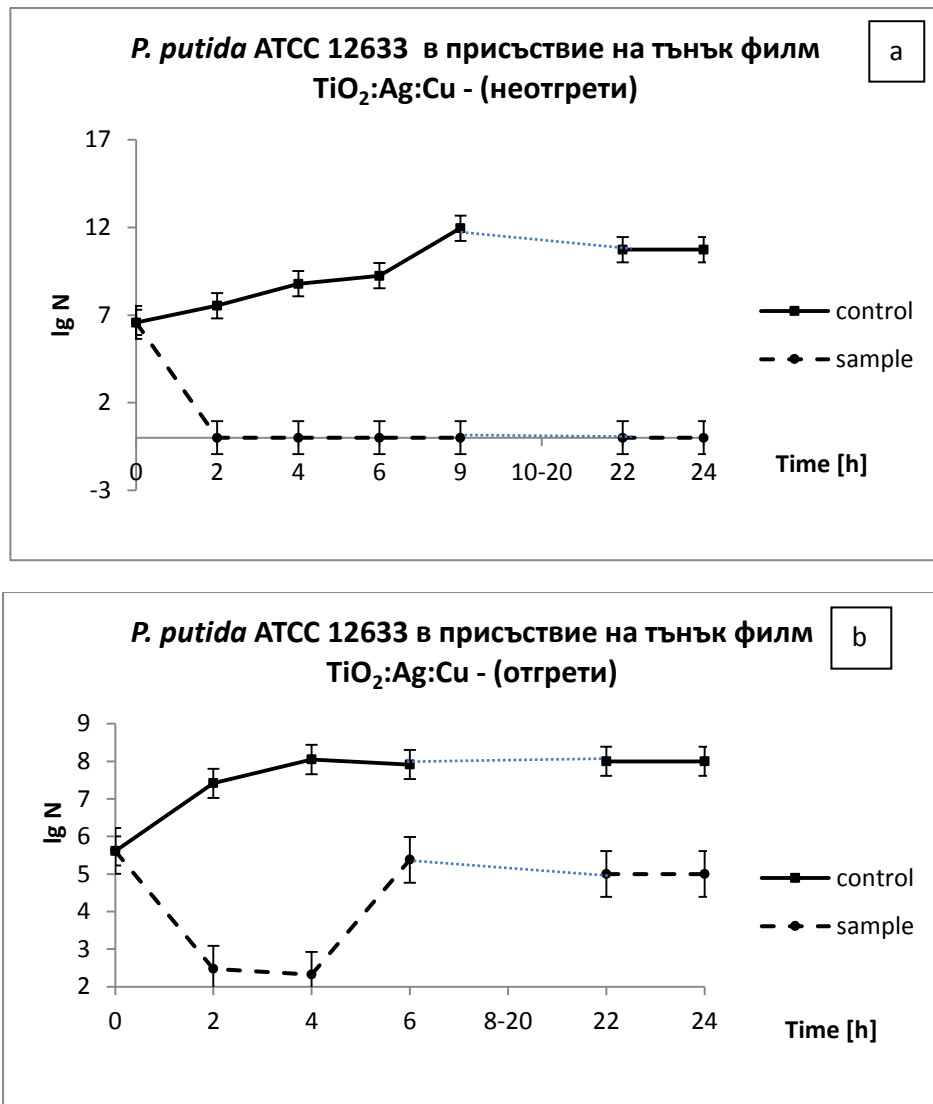 P. putida ATCC 12633 в присъствие на тънък филм
TiO2:Ag:Cu - (неотгрети)
a
17
12
7
2
-3
lg N
0 2 4 6 9 10-20 22 24
Time [h]
control
sample
P. putida ATCC 12633 в присъствие на тънък филм
TiO2:Ag:Cu - (отгрети)
b
9
8
7
6
5
4
3
2
lg N
0 2 4 6 8-20 22 24
Time [h]
control
sample